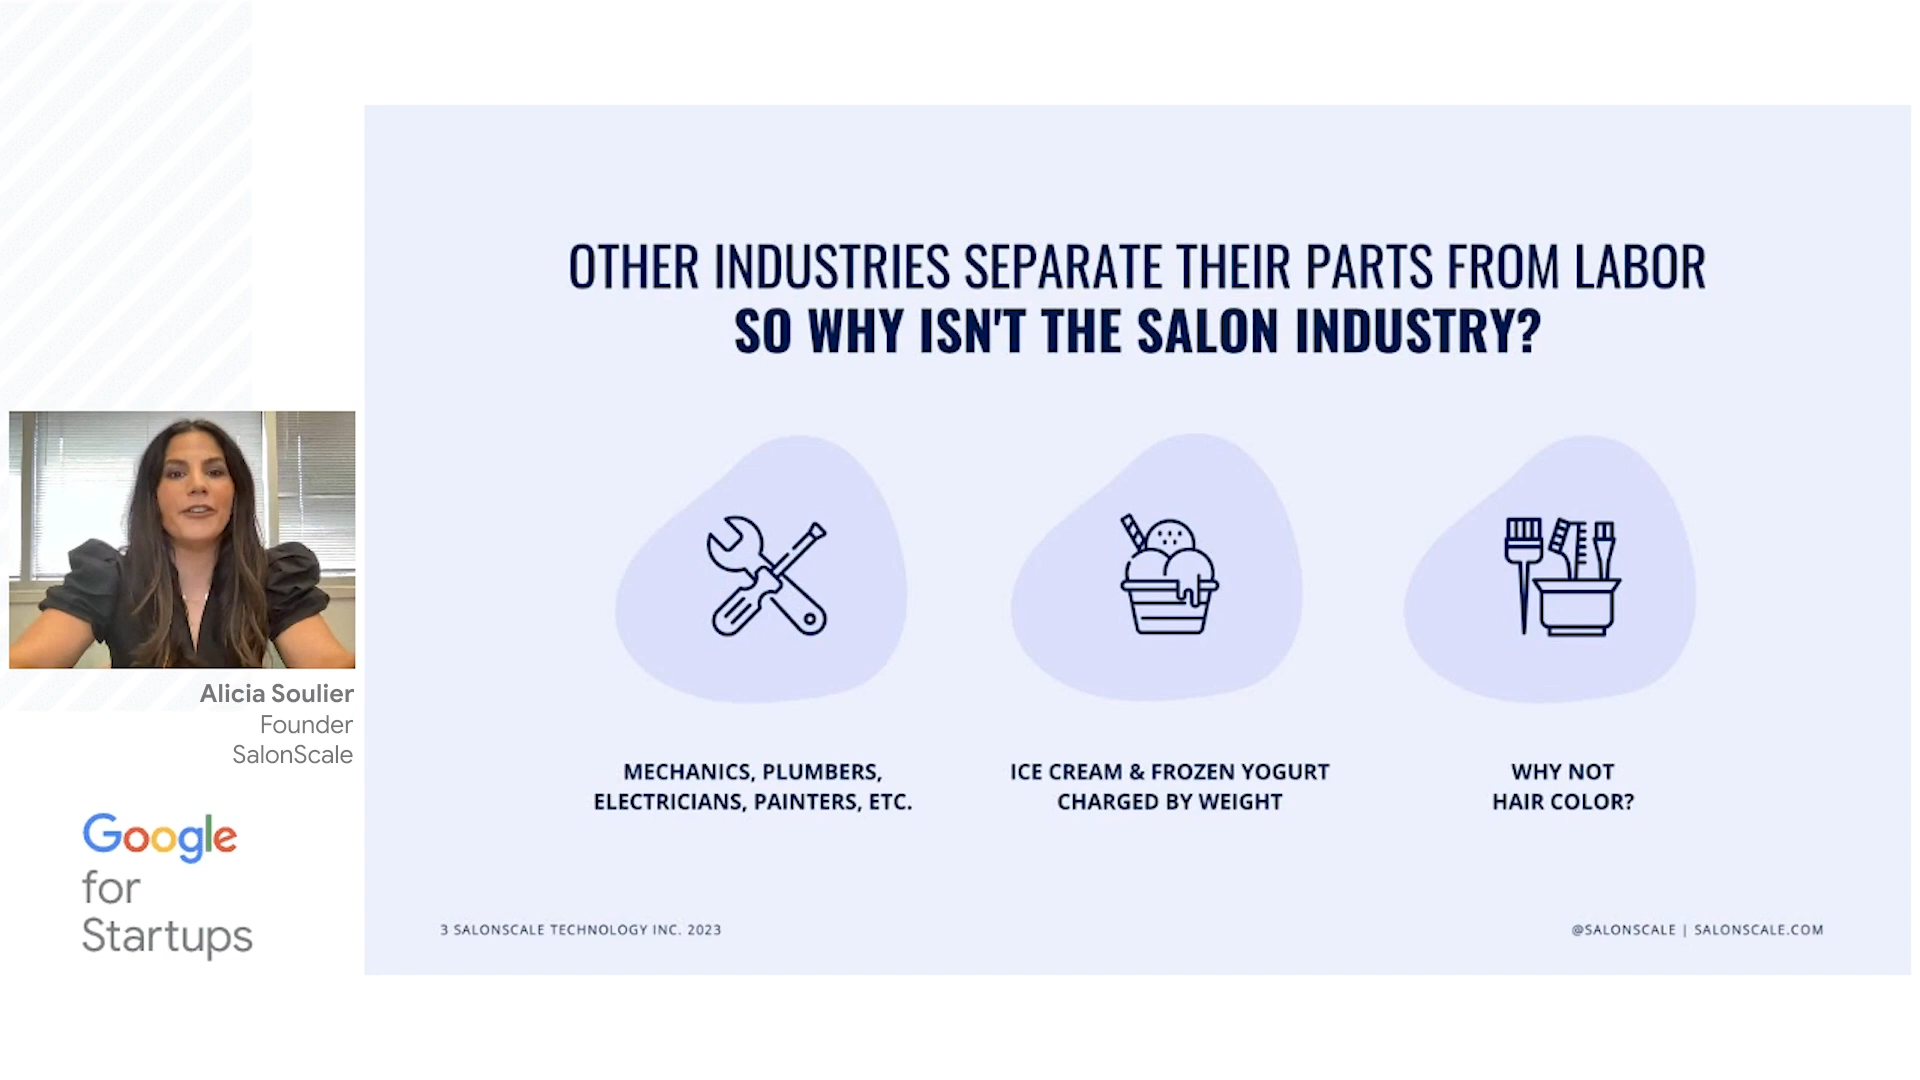 OTHER INDUSTRIES SEPARATE THEIR PARTS FROM LABOR
SO WHY ISN'T THE SALON INDUSTRY?
MECHANICS, PLUMBERS,
ELECTRICIANS, PAINTERS, ETC.
ICE CREAM & FROZEN YOGURT
CHARGED BY WEIGHT
WHY NOT
HAIR COLOR?
3 SALONSCALE TECHNOLOGY INC. 2023
@SALONSCALE | SALONSCALE.COM
Alicia Soulier
Founder
SalonScale
Google
for
Startups